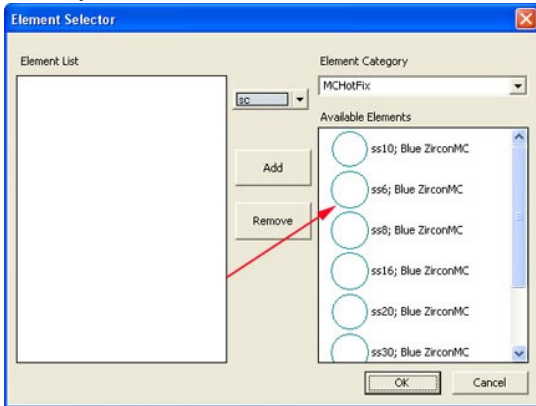 Element Selector
Element List
Element Category
MCHotFix
sc
Available Elements
ss10; Blue ZirconMC
Add
ss6; Blue ZirconMC
Remove
ss8; Blue ZirconMC
ss16; Blue ZirconMC
ss20; Blue ZirconMC
ss30; Blue ZirconMC
OK
Cancel